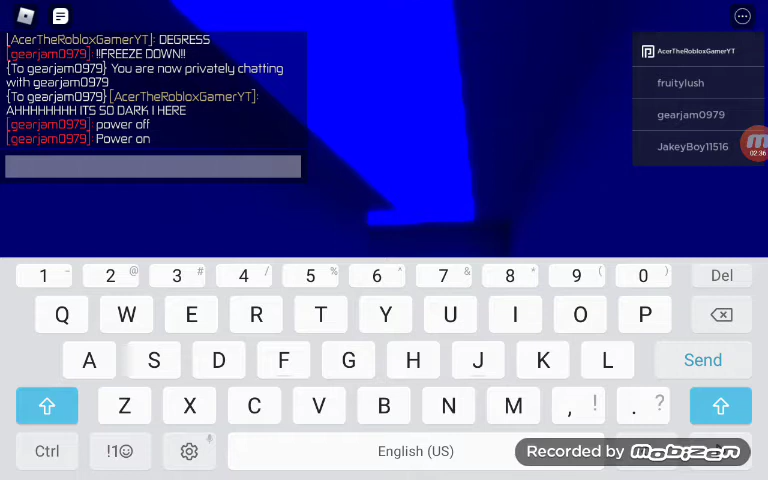 [AcerTheRobloxGamerYT]: DEGRESS
[gearjam0979]: !!FREEZE DOWN!!
{To gearjam0979} You are now privately chatting
with gearjam0979
{To gearjam0979} [AcerTheRobloxGamerYT]:
AHHHHHHHH ITS SO DARK I HERE
[gearjam0979]: power off
[gearjam0979]: Power on
AcerTheRobloxGamerYT
fruitylush
gearjam0979
JakeyBoy11516
02:36
1 2 @ 3 # 4 / 5 % 6 ^ 7 & 8 * 9 ( 0 ) Del
Q W E R T Y U I O P
A S D F G H J K L Send
Z X C V B N M , ! . ?
Ctrl !1☺ English (US)
Recorded by mobizen